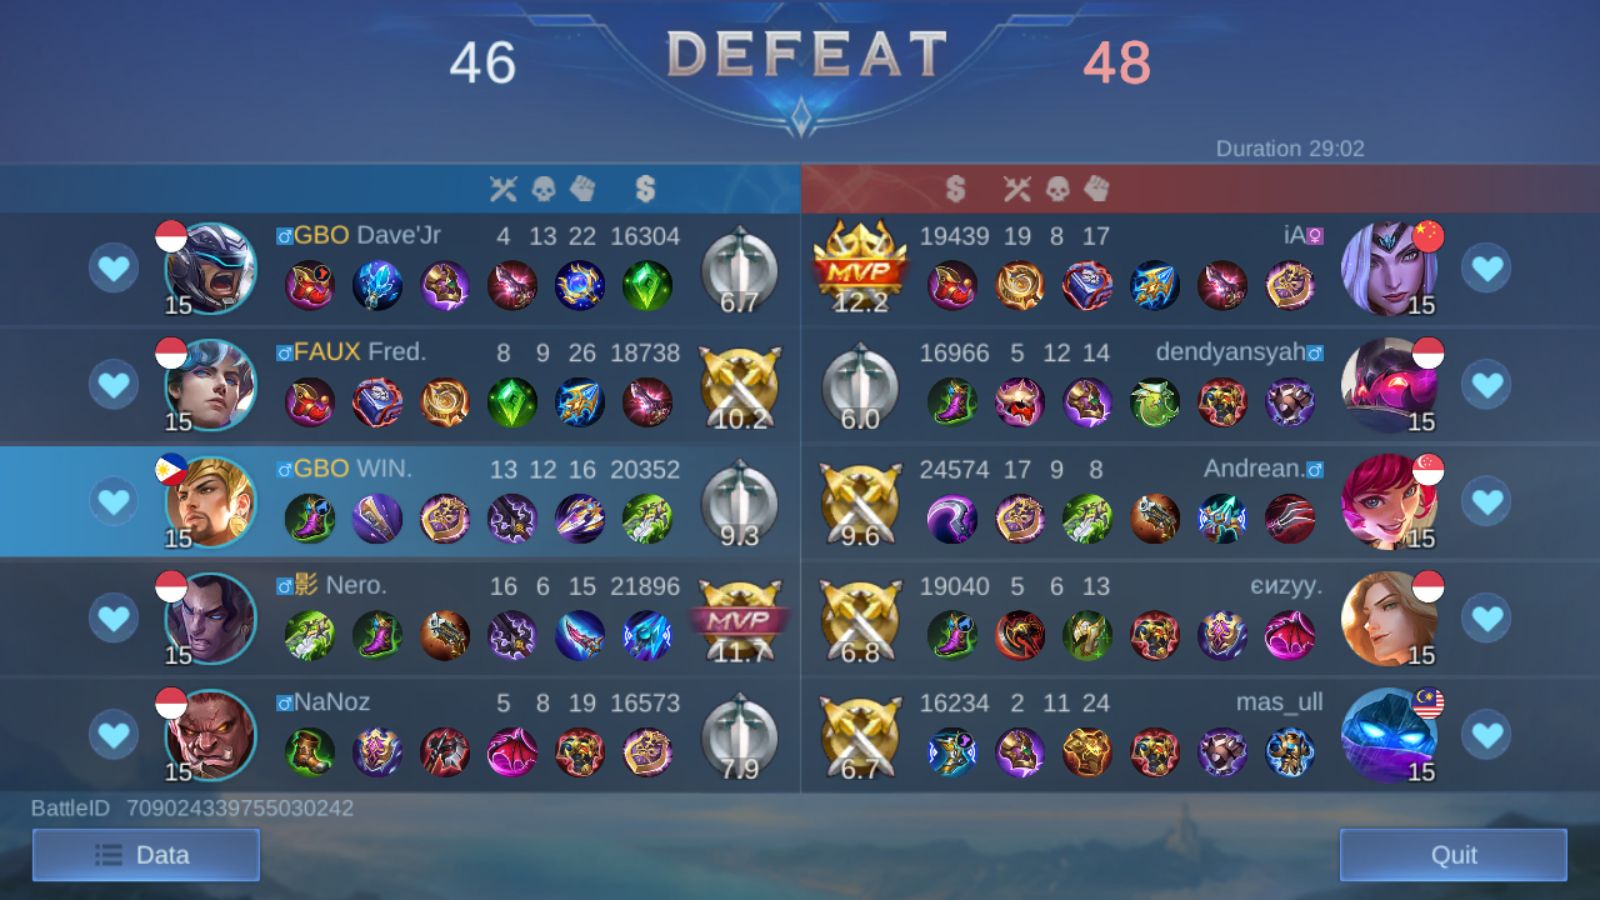 46 DEFEAT 48
Duration 29:02
GBO Dave'Jr 4 13 22 16304
15 6.7
MVP 12.2 19439 19 8 17 iA
15
FAUX Fred. 8 9 26 18738
15 10.2
16966 5 12 14 dendyansyah
6.0 15
GBO WIN. 13 12 16 20352
15 9.3
24574 17 9 8 Andrean.
9.6 15
影 Nero. 16 6 15 21896
15 MVP 11.7
19040 5 6 13 єиzyy.
6.8 15
NaNoz 5 8 19 16573
15 7.9
16234 2 11 24 mas_ull
6.7 15
BattleID 709024339755030242
Data
Quit